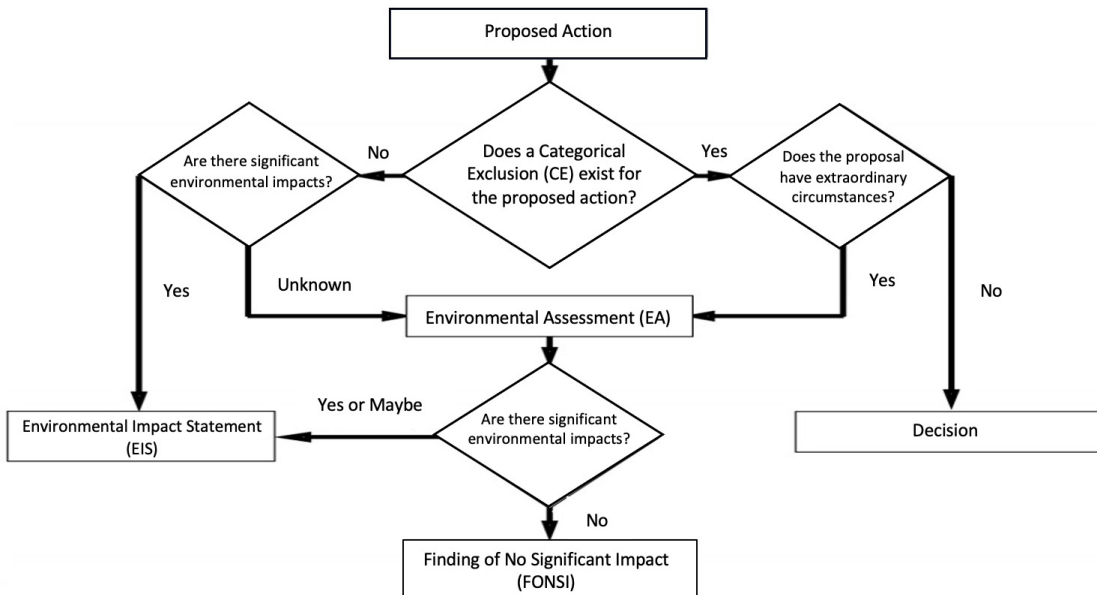 Proposed Action
Are there significant
environmental impacts?
No
Does a Categorical
Exclusion (CE) exist for
the proposed action?
Yes
Does the proposal
have extraordinary
circumstances?
Yes
Unknown
Yes
No
Environmental Assessment (EA)
Environmental Impact Statement
(EIS)
Yes or Maybe
Are there significant
environmental impacts?
Decision
No
Finding of No Significant Impact
(FONSI)